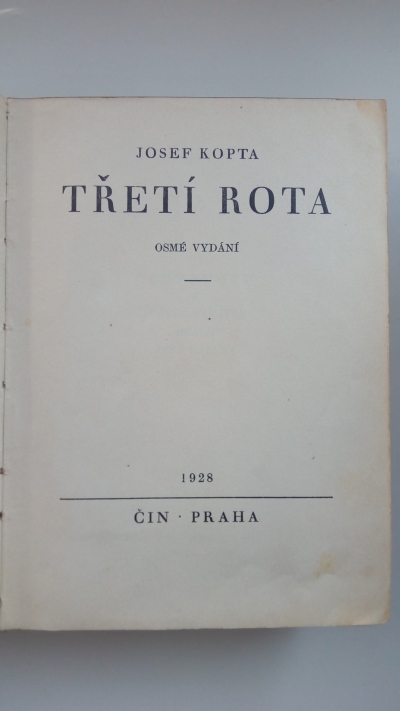 JOSEF KOPTA
TŘETÍ ROTA
OSMÉ VYDÁNÍ
1928
ČIN · PRAHA